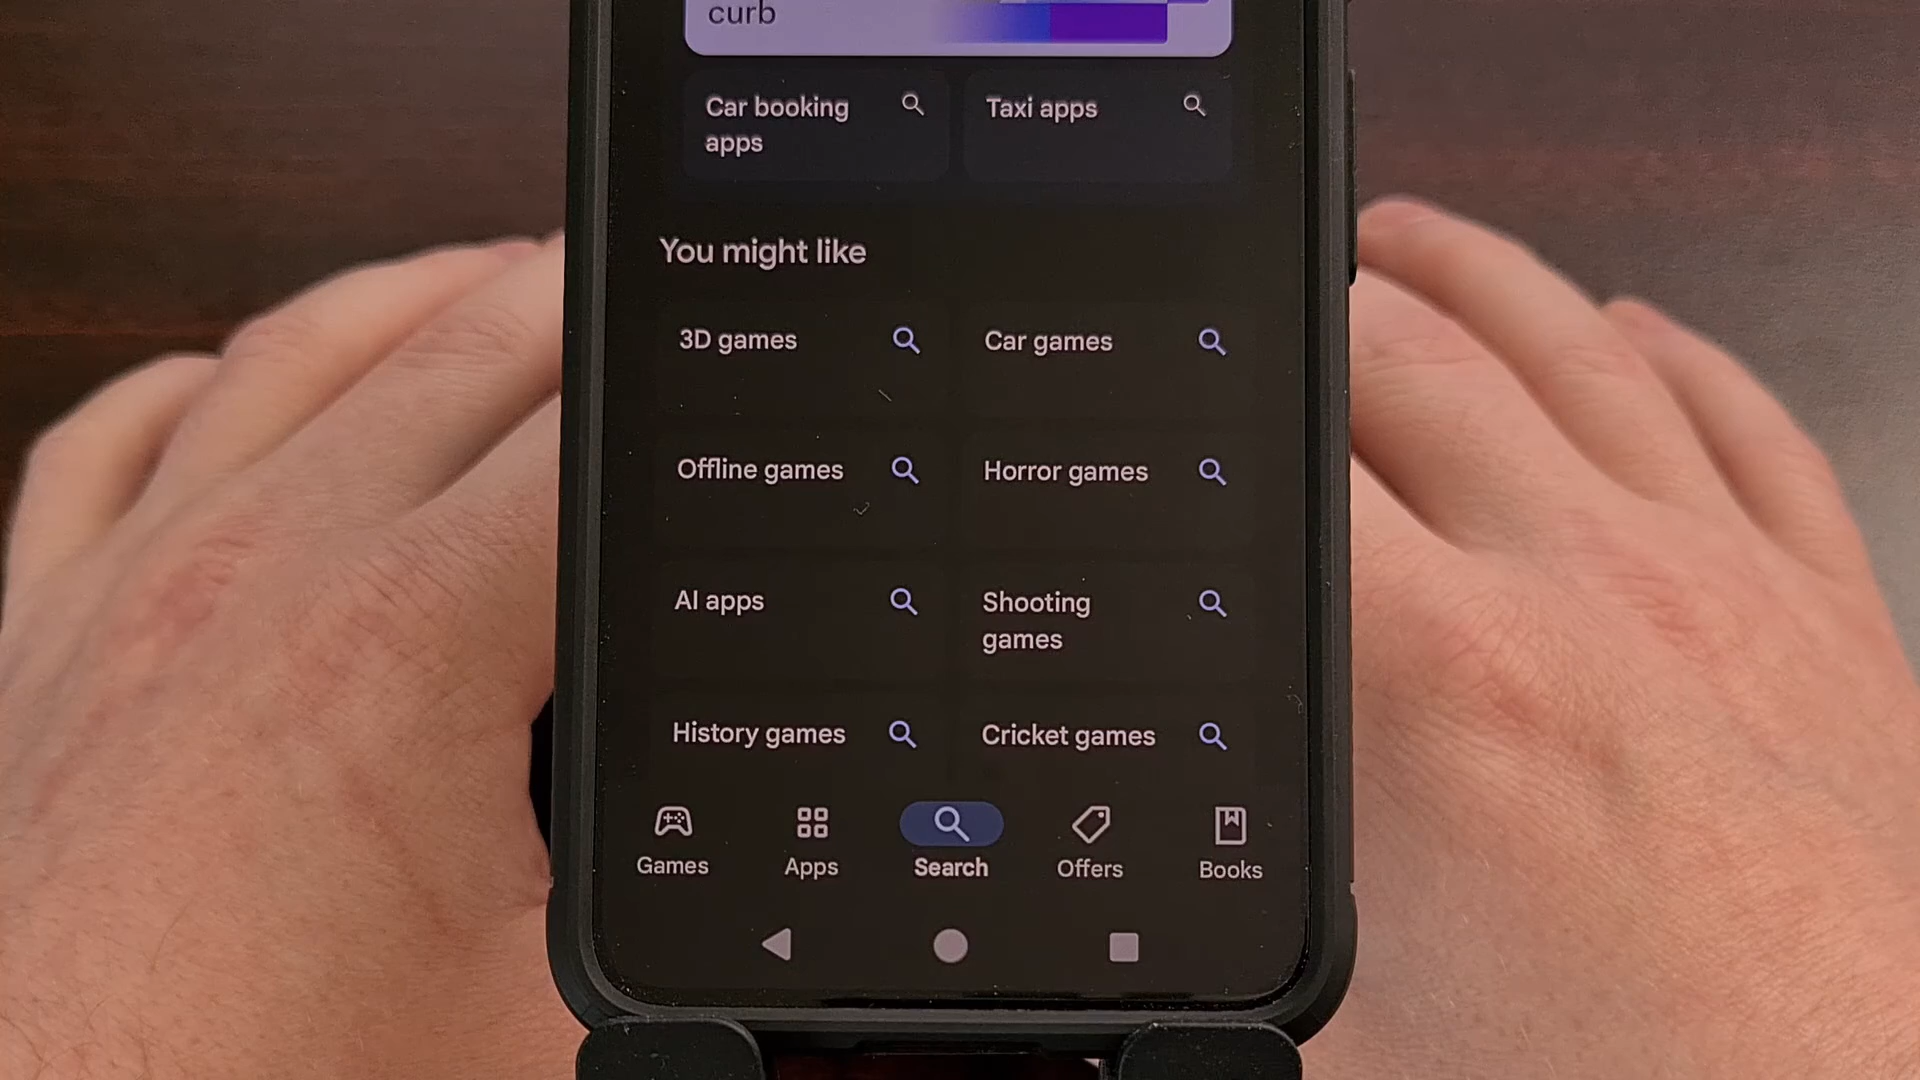 curb
Car booking
apps
Taxi apps
You might like
3D games
Car games
Offline games
Horror games
AI apps
Shooting
games
History games
Cricket games
Games
Apps
Search
Offers
Books